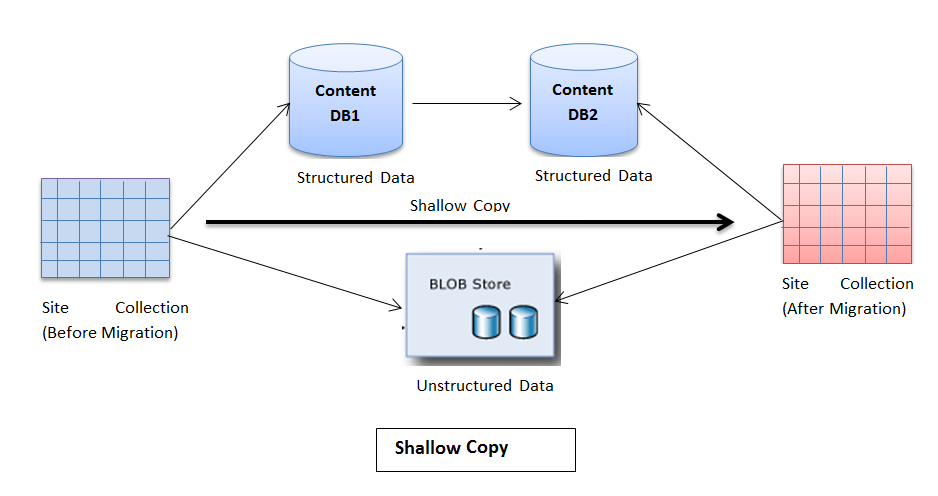 Content
DB1
Content
DB2
Structured Data
Structured Data
Shallow Copy
BLOB Store
Site Collection
(Before Migration)
Site Collection
(After Migration)
Unstructured Data
Shallow Copy